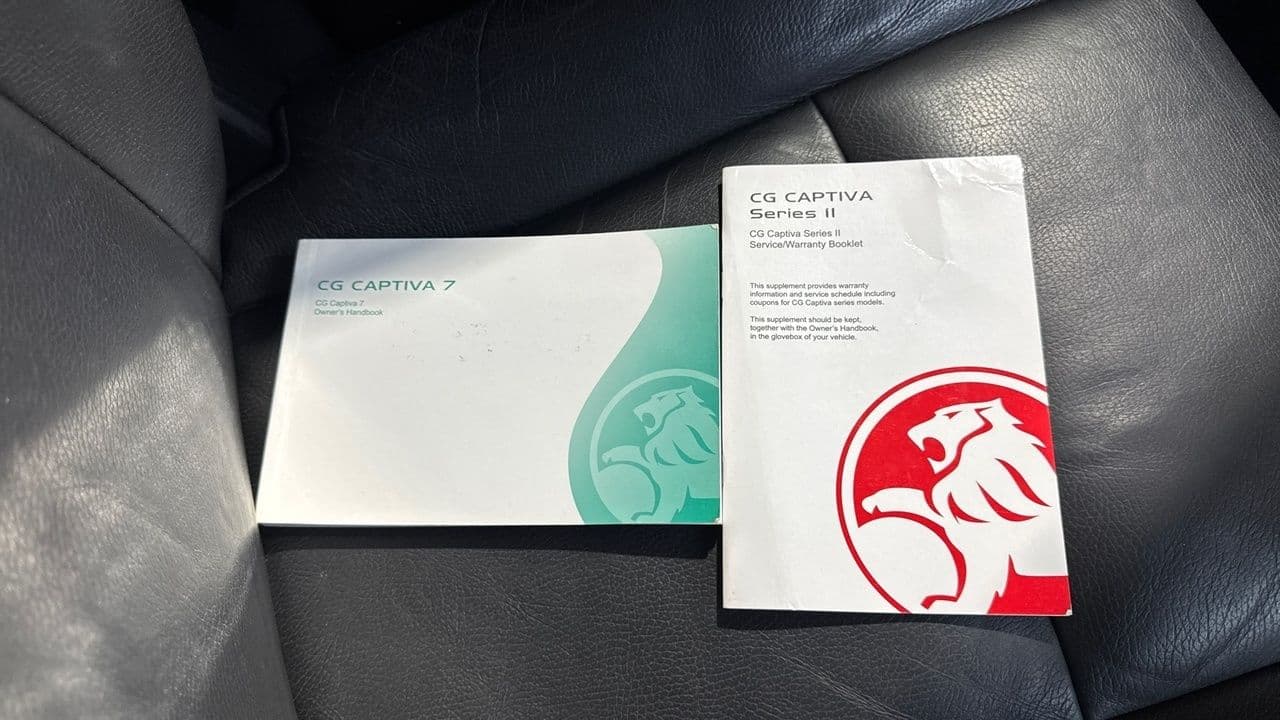 CG CAPTIVA 7
CG Captiva 7
Owner's Handbook
CG CAPTIVA
Series II
CG Captiva Series II
Service/Warranty Booklet
This supplement provides warranty
information and service schedule including
coupons for CG Captiva series models.
This supplement should be kept,
together with the Owner's Handbook,
in the glovebox of your vehicle.